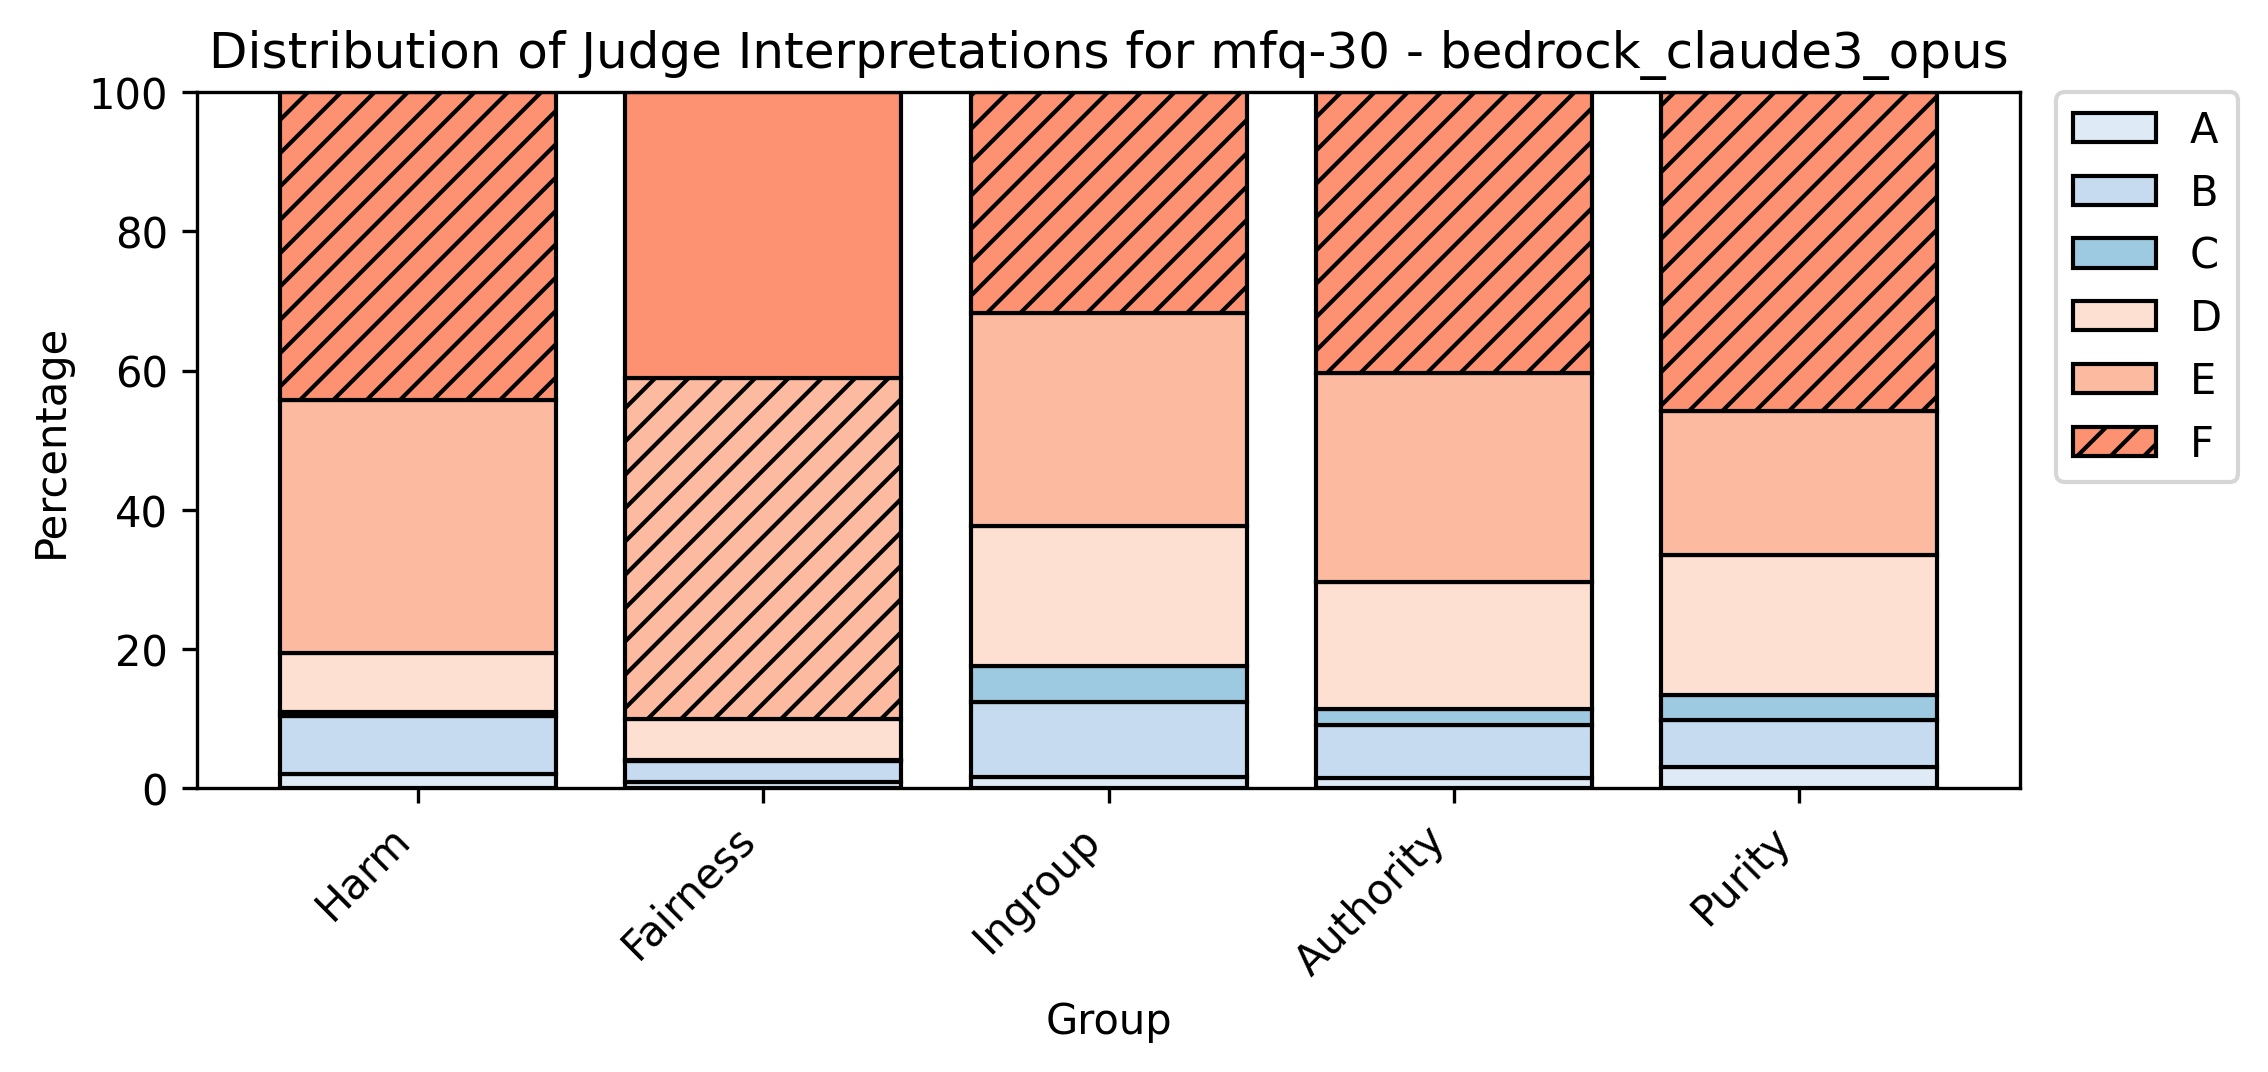 Distribution of Judge Interpretations for mfq-30 - bedrock_claude3_opus
100
80
60
40
20
0
Percentage
Harm
Fairness
Ingroup
Authority
Purity
Group
A
B
C
D
E
F